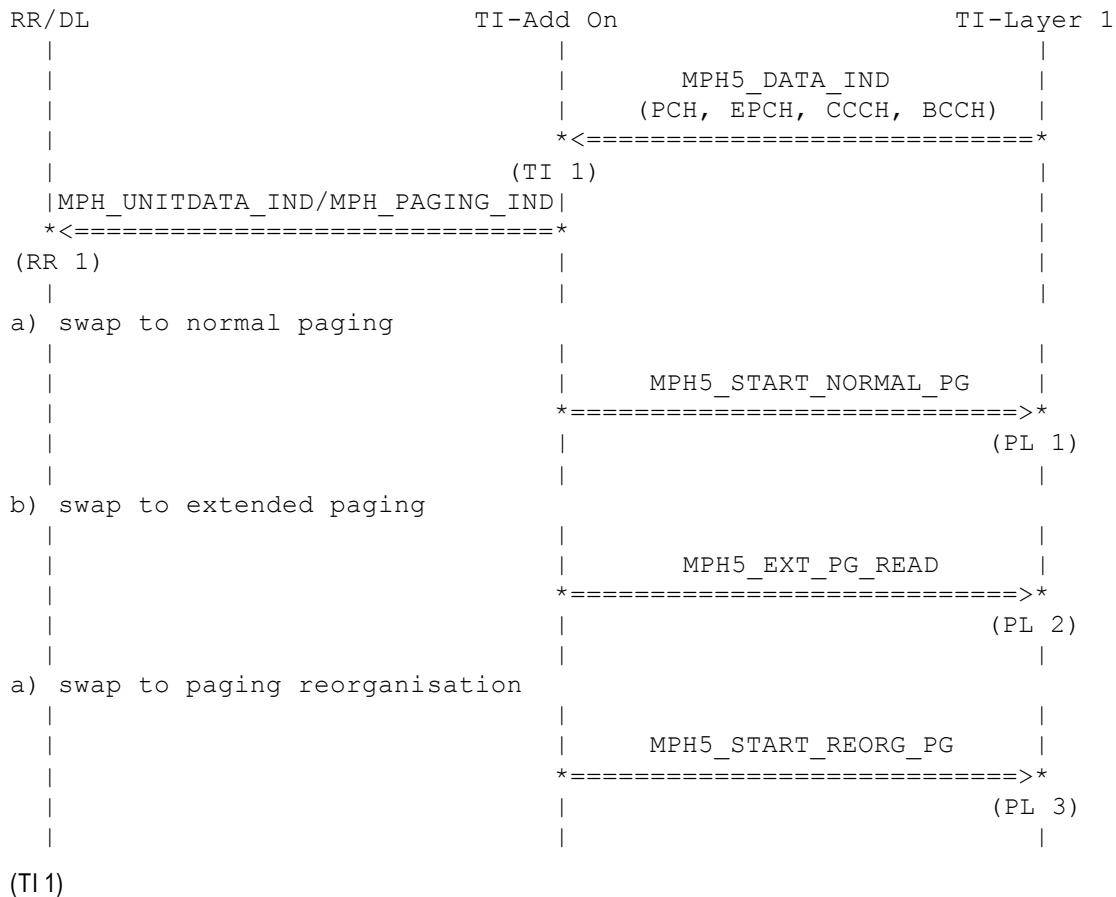 RR/DL                        TI-Add On                    TI-Layer 1
  |                               |                             |
  |                               |       MPH5_DATA_IND         |
  |                               |    (PCH, EPCH, CCCH, BCCH)  |
  |                               *<============================*
  |                            (TI 1)                           |
  |MPH_UNITDATA_IND/MPH_PAGING_IND|                             |
  *<==============================*                             |
(RR 1)                            |                             |
  |                               |                             |
a) swap to normal paging
  |                               |                             |
  |                               |     MPH5_START_NORMAL_PG    |
  |                               *============================>*
  |                               |                          (PL 1)
  |                               |                             |
b) swap to extended paging
  |                               |                             |
  |                               |       MPH5_EXT_PG_READ      |
  |                               *============================>*
  |                               |                          (PL 2)
  |                               |                             |
a) swap to paging reorganisation
  |                               |                             |
  |                               |     MPH5_START_REORG_PG     |
  |                               *============================>*
  |                               |                          (PL 3)
  |                               |                             |
(TI 1)